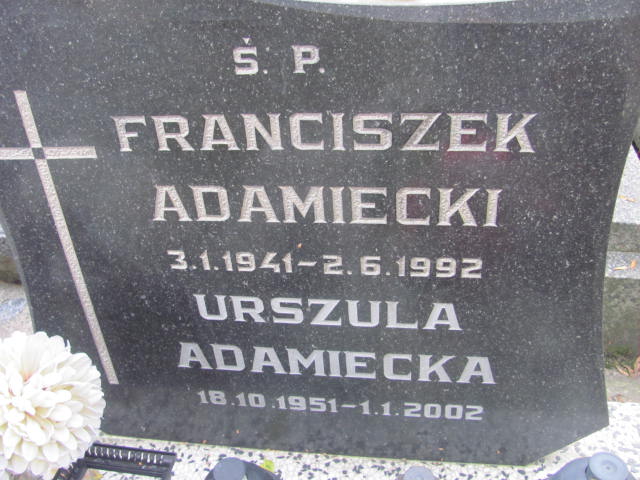 Ś. P.
FRANCISZEK
ADAMIECKI
3.1.1941-2.6.1992
URSZULA
ADAMIECKA
18.10.1951-1.1.2002